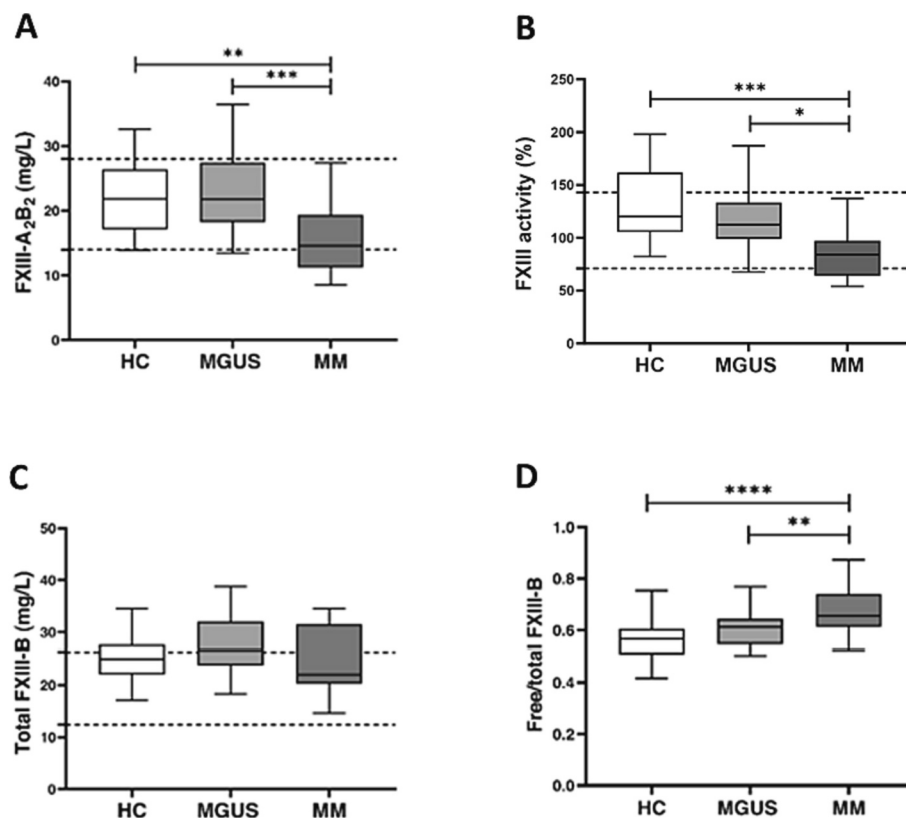 A
**
***
FXIII-A₂B₂ (mg/L)
40
30
20
10
0
HC MGUS MM
B
***
*
FXIII activity (%)
250
200
150
100
50
0
HC MGUS MM
C
Total FXIII-B (mg/L)
50
40
30
20
10
0
HC MGUS MM
D
****
**
Free/total FXIII-B
1.0
0.8
0.6
0.4
0.2
0.0
HC MGUS MM